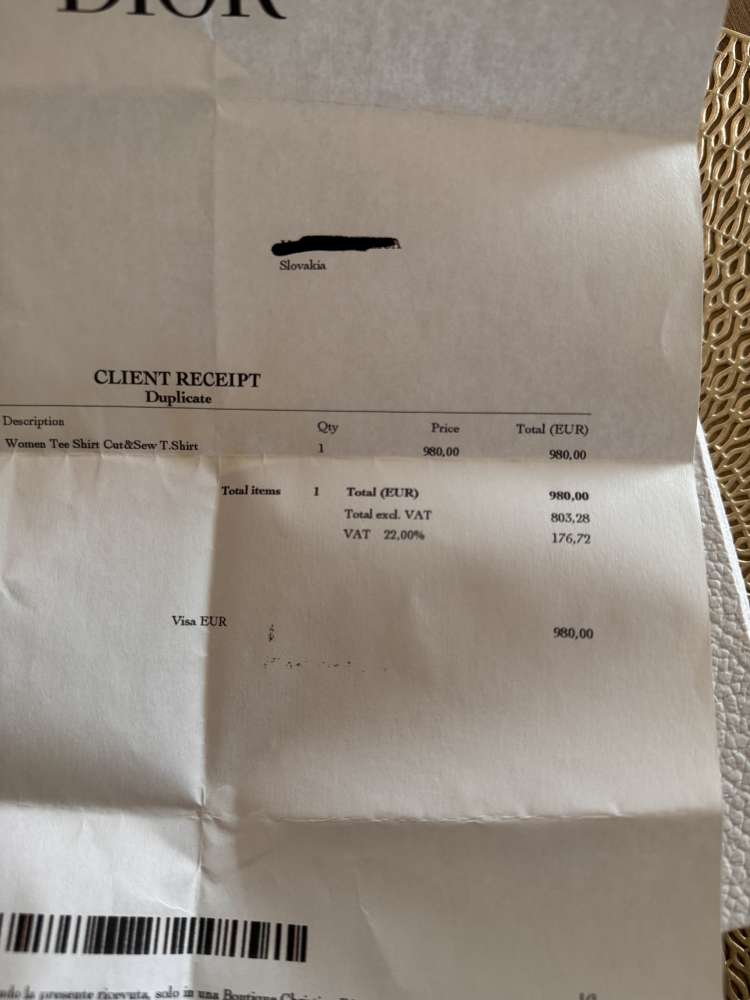 DIOR
Slovakia
CLIENT RECEIPT
Duplicate
Description Qty Price Total (EUR)
Women Tee Shirt Cut&Sew T.Shirt 1 980,00 980,00
Total items 1 Total (EUR) 980,00
Total excl. VAT 803,28
VAT 22,00% 176,72
Visa EUR 980,00
la presente ricevuta, solo in una Boutique